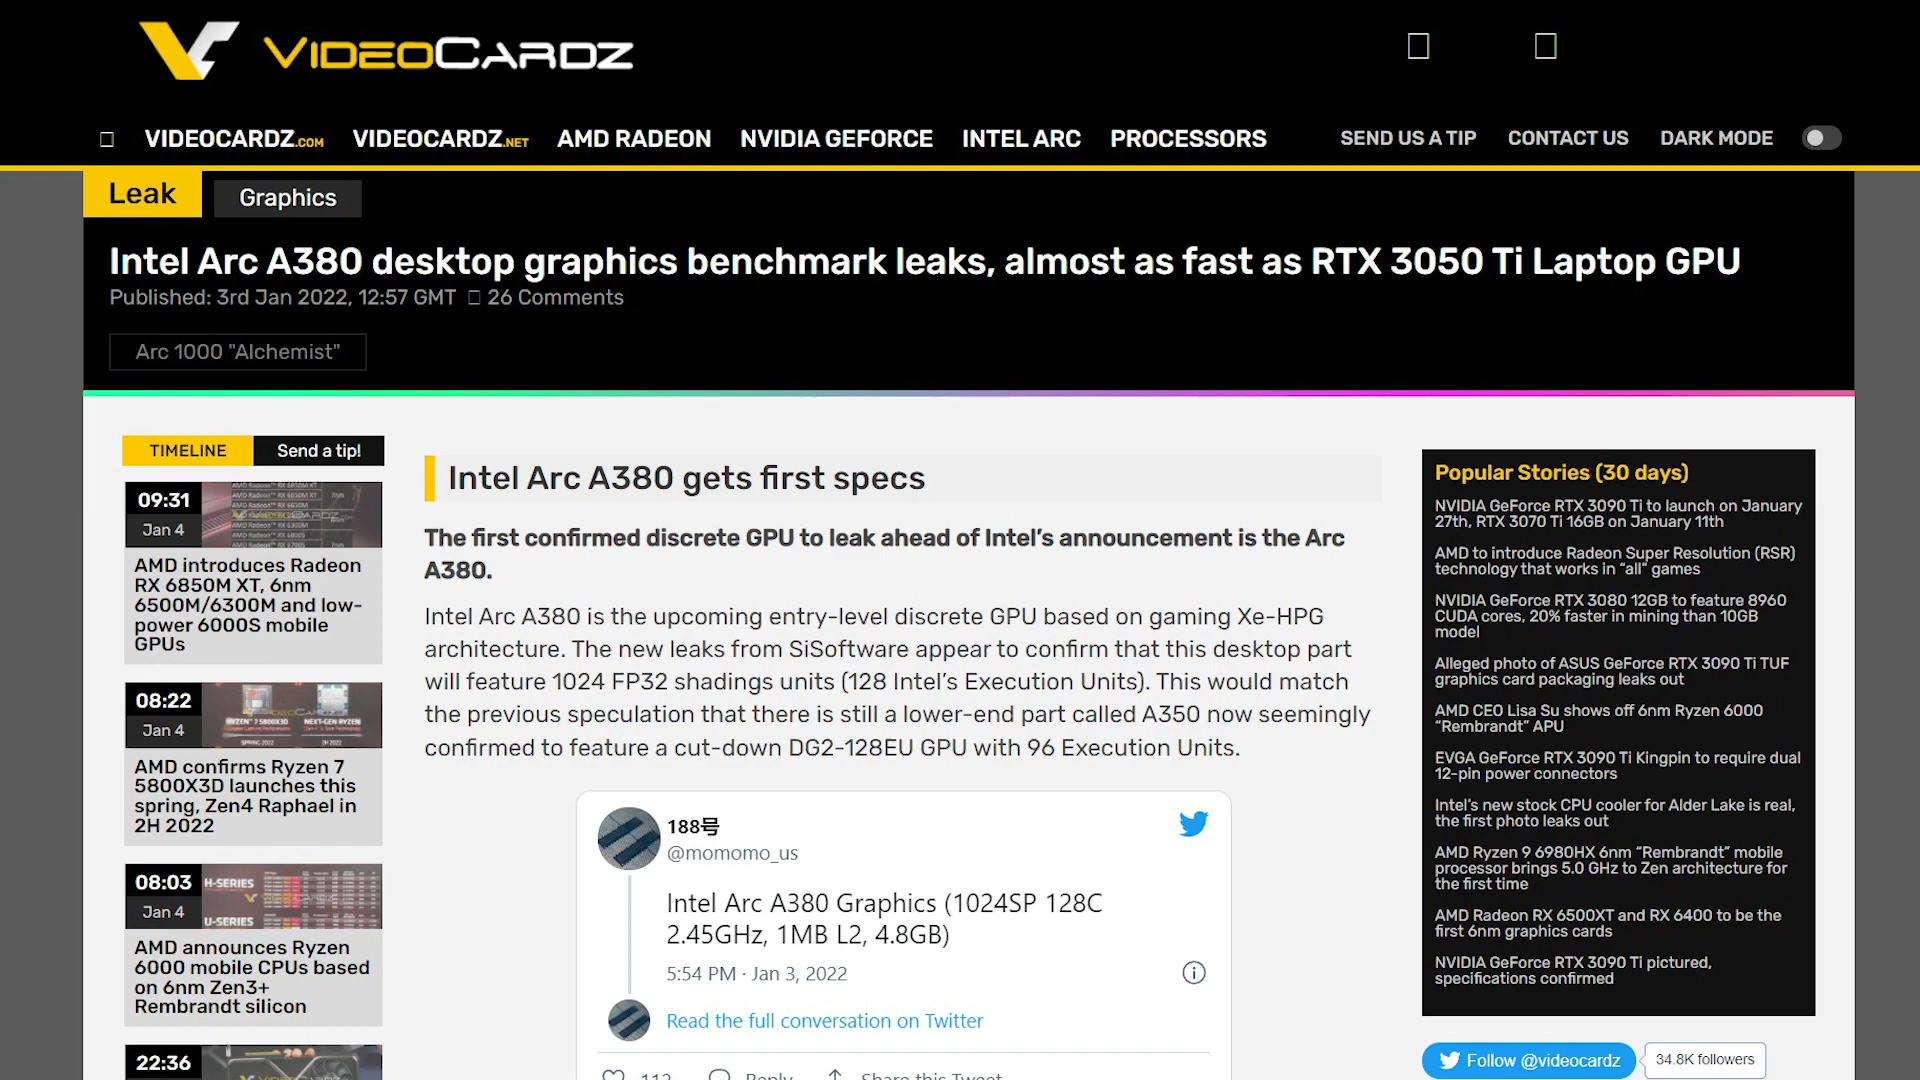 VIDEOCARDZ
VIDEOCARDZ.COM VIDEOCARDZ.NET AMD RADEON NVIDIA GEFORCE INTEL ARC PROCESSORS SEND US A TIP CONTACT US DARK MODE
Leak Graphics
Intel Arc A380 desktop graphics benchmark leaks, almost as fast as RTX 3050 Ti Laptop GPU
Published: 3rd Jan 2022, 12:57 GMT 26 Comments
Arc 1000 "Alchemist"
TIMELINE Send a tip!
09:31
Jan 4
AMD introduces Radeon
RX 6850M XT, 6nm
6500M/6300M and low-
power 6000S mobile
GPUs
08:22
Jan 4
RYZEN™ 7 5800X3D NEXT-GEN RYZEN
SPRING 2022 2H 2022
AMD confirms Ryzen 7
5800X3D launches this
spring, Zen4 Raphael in
2H 2022
08:03
Jan 4
H-SERIES
U-SERIES
AMD announces Ryzen
6000 mobile CPUs based
on 6nm Zen3+
Rembrandt silicon
22:36
Intel Arc A380 gets first specs
The first confirmed discrete GPU to leak ahead of Intel’s announcement is the Arc
A380.
Intel Arc A380 is the upcoming entry-level discrete GPU based on gaming Xe-HPG
architecture. The new leaks from SiSoftware appear to confirm that this desktop part
will feature 1024 FP32 shadings units (128 Intel’s Execution Units). This would match
the previous speculation that there is still a lower-end part called A350 now seemingly
confirmed to feature a cut-down DG2-128EU GPU with 96 Execution Units.
188号
@momomo_us
Intel Arc A380 Graphics (1024SP 128C
2.45GHz, 1MB L2, 4.8GB)
5:54 PM · Jan 3, 2022
Read the full conversation on Twitter
112 Reply Share this Tweet
Popular Stories (30 days)
NVIDIA GeForce RTX 3090 Ti to launch on January
27th, RTX 3070 Ti 16GB on January 11th
AMD to introduce Radeon Super Resolution (RSR)
technology that works in “all” games
NVIDIA GeForce RTX 3080 12GB to feature 8960
CUDA cores, 20% faster in mining than 10GB
model
Alleged photo of ASUS GeForce RTX 3090 Ti TUF
graphics card packaging leaks out
AMD CEO Lisa Su shows off 6nm Ryzen 6000
“Rembrandt” APU
EVGA GeForce RTX 3090 Ti Kingpin to require dual
12-pin power connectors
Intel’s new stock CPU cooler for Alder Lake is real,
the first photo leaks out
AMD Ryzen 9 6980HX 6nm “Rembrandt” mobile
processor brings 5.0 GHz to Zen architecture for
the first time
AMD Radeon RX 6500XT and RX 6400 to be the
first 6nm graphics cards
NVIDIA GeForce RTX 3090 Ti pictured,
specifications confirmed
Follow @videocardz 34.8K followers